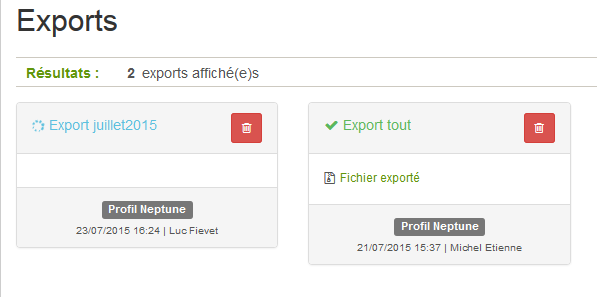 Exports
Résultats : 2 exports affiché(e)s
Export juillet2015
Profil Neptune
23/07/2015 16:24 | Luc Fievet
Export tout
Fichier exporté
Profil Neptune
21/07/2015 15:37 | Michel Etienne